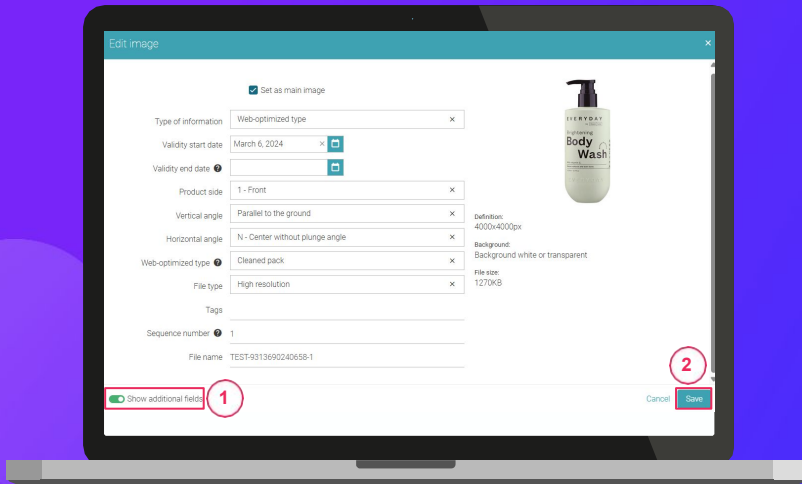 Edit image
×
Set as main image
Type of information Web-optimized type ×
Validity start date March 6, 2024 ×
Validity end date ?
Product side 1 - Front ×
Vertical angle Parallel to the ground ×
Horizontal angle N - Center without plunge angle ×
Web-optimized type ? Cleaned pack ×
File type High resolution ×
Tags
Sequence number ? 1
File name TEST-9313690240658-1
EVERYDAY
Brightening
Body
Wash
Definition:
4000x4000px
Background:
Background white or transparent
File size:
1270KB
Show additional fields
1
2
Cancel
Save